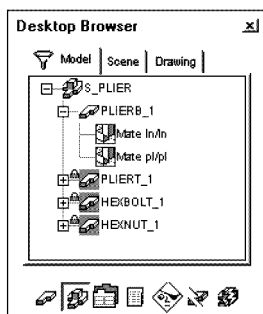 Desktop Browser
Model Scene Drawing
S_PLIER
PLIERB_1
Mate ln/ln
Mate pl/pl
PLIERT_1
HEXBOLT_1
HEXNUT_1